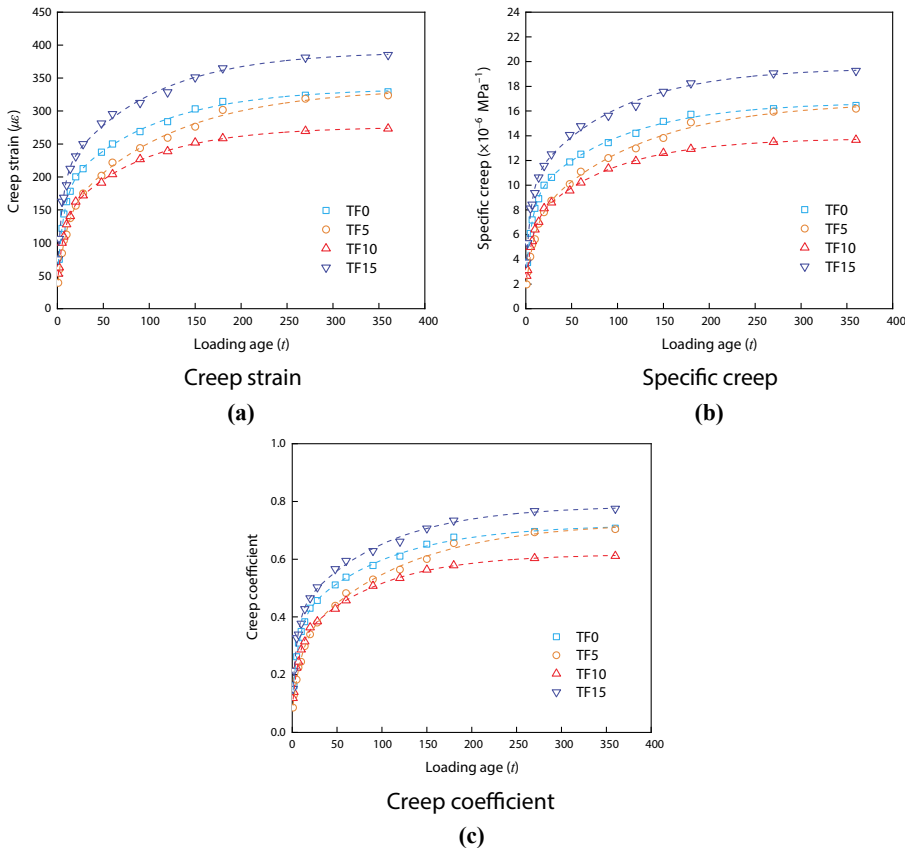 450
400
350
300
250
200
150
100
50
0
Creep strain (με)
0 50 100 150 200 250 300 350 400
Loading age (t)
TF0
TF5
TF10
TF15
Creep strain
(a)
24
22
20
18
16
14
12
10
8
6
4
2
0
Specific creep (×10⁻⁶ MPa⁻¹)
0 50 100 150 200 250 300 350 400
Loading age (t)
TF0
TF5
TF10
TF15
Specific creep
(b)
1.0
0.8
0.6
0.4
0.2
0.0
Creep coefficient
0 50 100 150 200 250 300 350 400
Loading age (t)
TF0
TF5
TF10
TF15
Creep coefficient
(c)